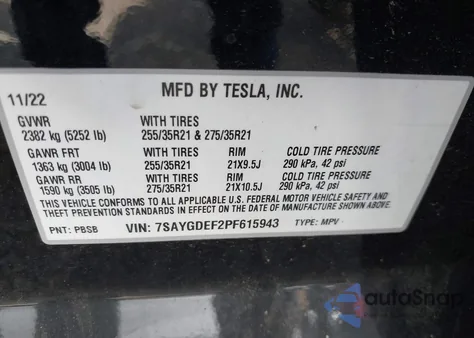 MFD BY TESLA, INC.
11/22
GVWR WITH TIRES
2382 kg (5252 lb) 255/35R21 & 275/35R21
GAWR FRT WITH TIRES RIM COLD TIRE PRESSURE
1363 kg (3004 lb) 255/35R21 21X9.5J 290 kPa, 42 psi
GAWR RR WITH TIRES RIM COLD TIRE PRESSURE
1590 kg (3505 lb) 275/35R21 21X10.5J 290 kPa, 42 psi
THIS VEHICLE CONFORMS TO ALL APPLICABLE U.S. FEDERAL MOTOR VEHICLE SAFETY AND
THEFT PREVENTION STANDARDS IN EFFECT ON THE DATE OF MANUFACTURE SHOWN ABOVE.
PNT: PBSB VIN: 7SAYGDEF2PF615943 TYPE: MPV
autoSnap